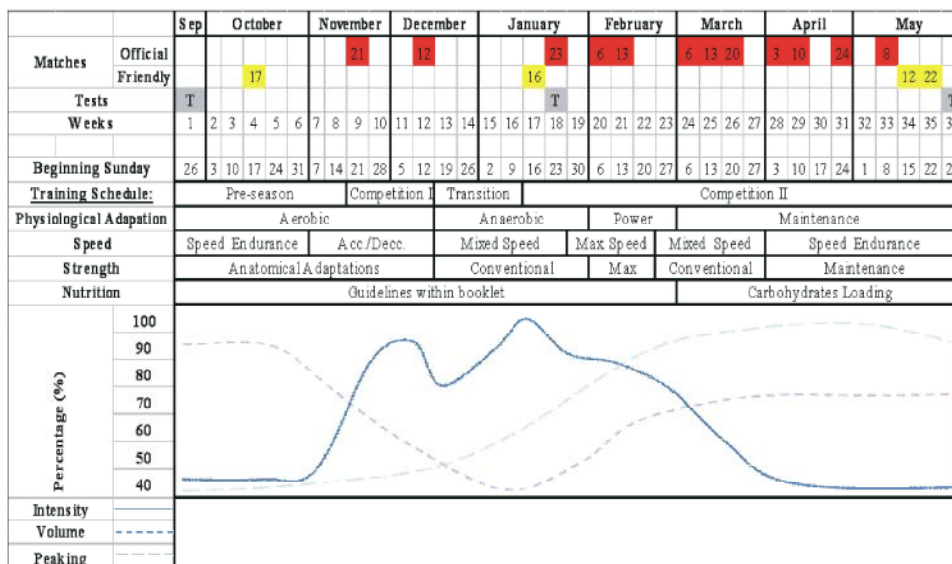 Sep October November December January February March April May
Matches Official 21 12 23 6 13 6 13 20 3 10 24 8
Friendly 17 16 12 22
Tests T T T
Weeks 1 2 3 4 5 6 7 8 9 10 11 12 13 14 15 16 17 18 19 20 21 22 23 24 25 26 27 28 29 30 31 32 33 34 35
Beginning Sunday 26 3 10 17 24 31 7 14 21 28 5 12 19 26 2 9 16 23 30 6 13 20 27 6 13 20 27 3 10 17 24 1 8 15 22
Training Schedule: Pre-season Competition I Transition Competition II
Physiological Adapation Aerobic Anaerobic Power Maintenance
Speed Speed Endurance Acc./Decc. Mixed Speed Max Speed Mixed Speed Speed Endurance
Strength Anatomical Adaptations Conventional Max Conventional Maintenance
Nutrition Guidelines within booklet Carbohydrates Loading
Percentage (%)
100
90
80
70
60
50
40
Intensity
Volume
Peaking